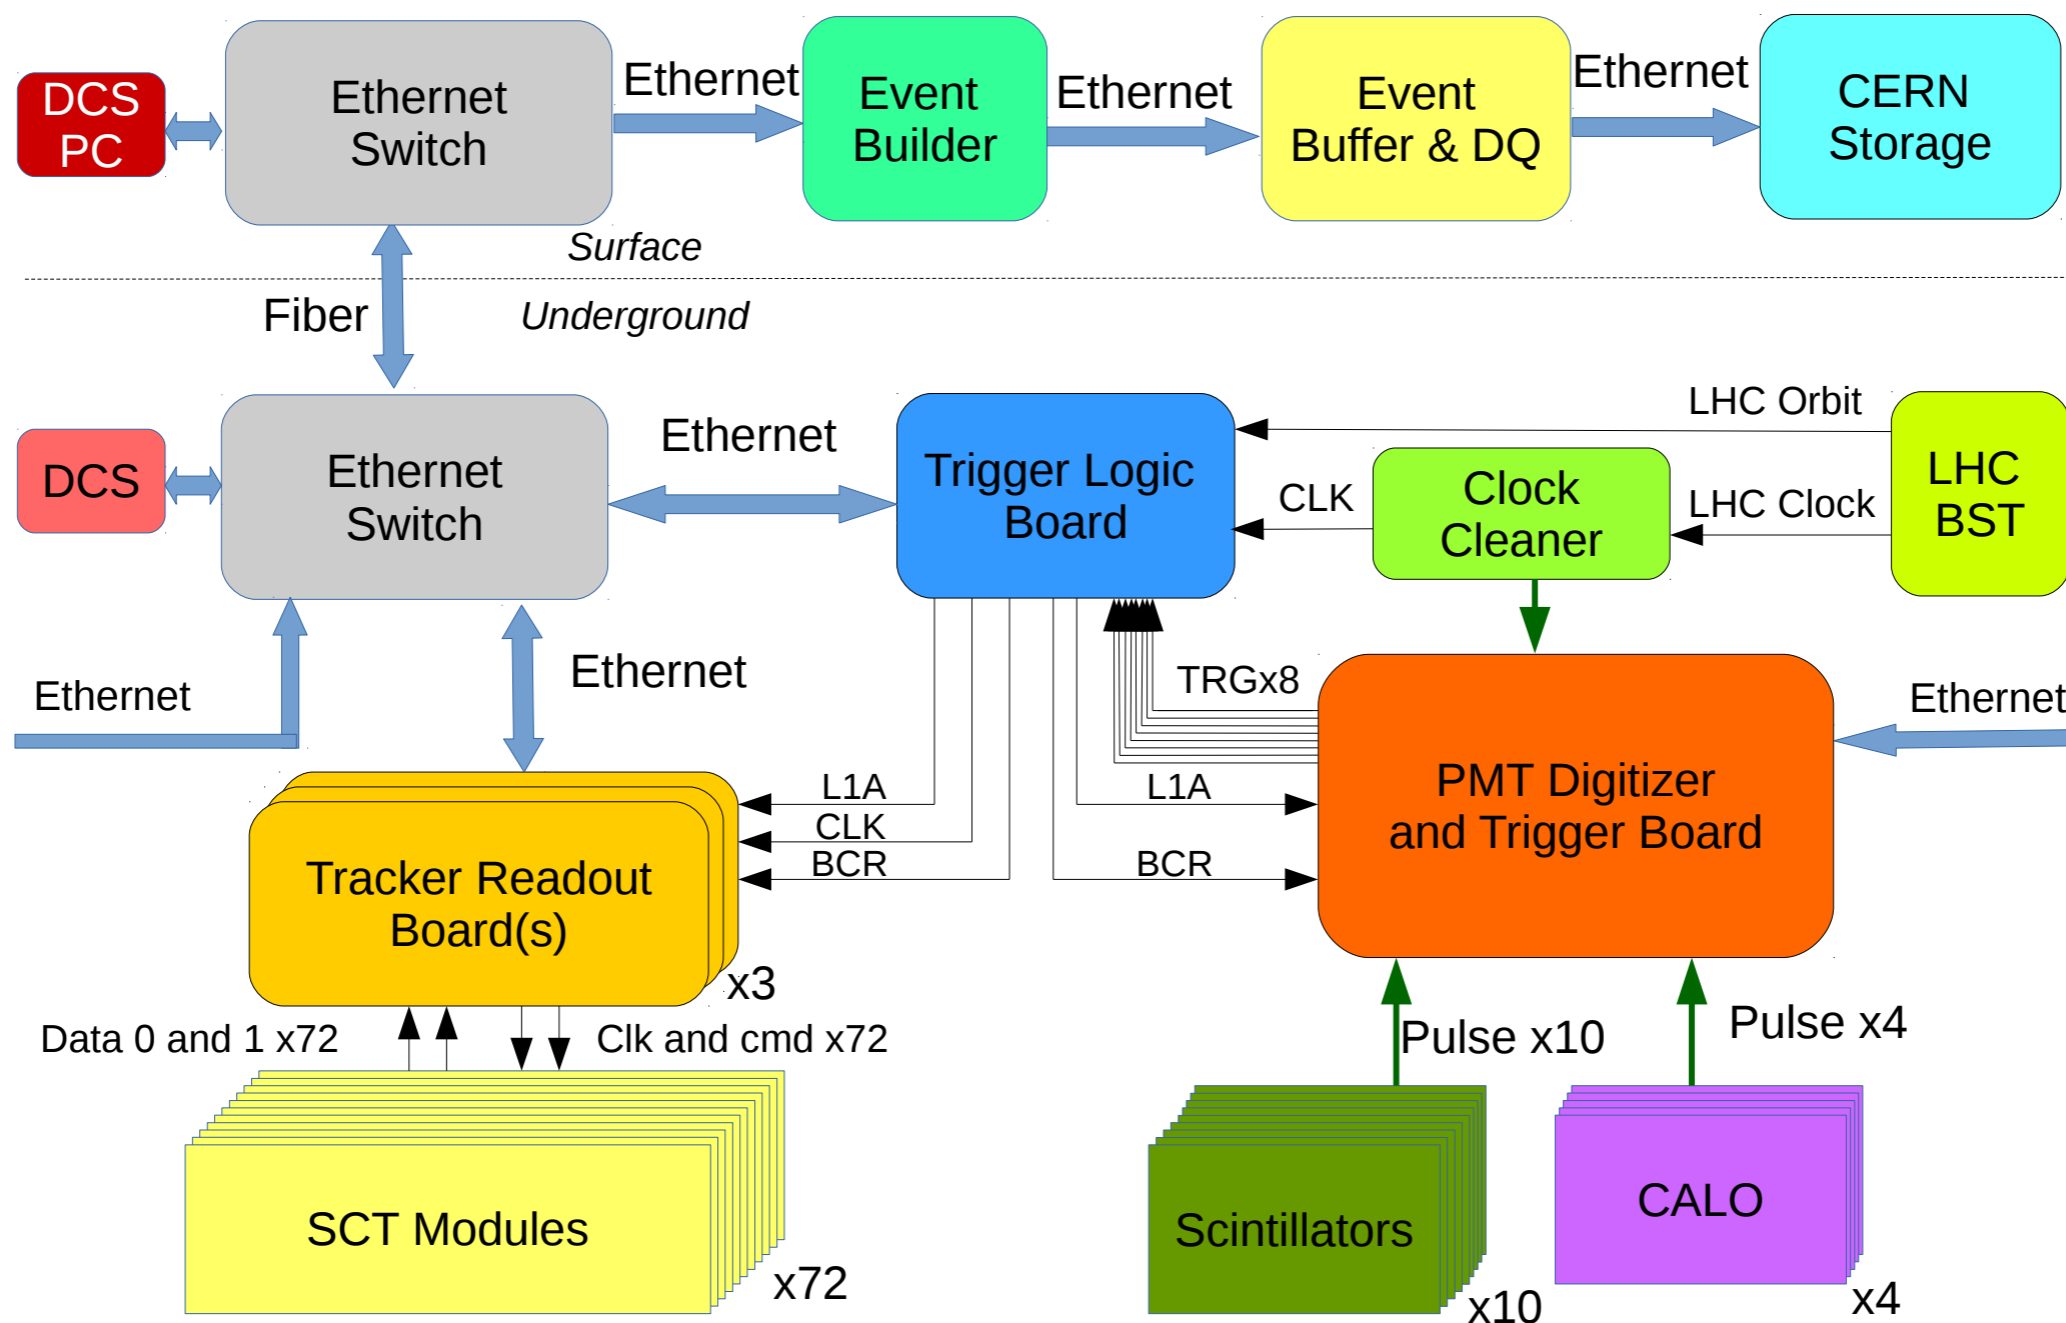 DCS
PC
Ethernet
Switch
Ethernet
Event
Builder
Ethernet
Event
Buffer & DQ
Ethernet
CERN
Storage
Surface
Fiber
Underground
DCS
Ethernet
Switch
Ethernet
Trigger Logic
Board
LHC Orbit
CLK
Clock
Cleaner
LHC Clock
LHC
BST
Ethernet
Ethernet
TRGx8
Ethernet
L1A
CLK
BCR
L1A
BCR
PMT Digitizer
and Trigger Board
Tracker Readout
Board(s)
x3
Data 0 and 1 x72
Clk and cmd x72
Pulse x10
Pulse x4
SCT Modules
x72
Scintillators
x10
CALO
x4